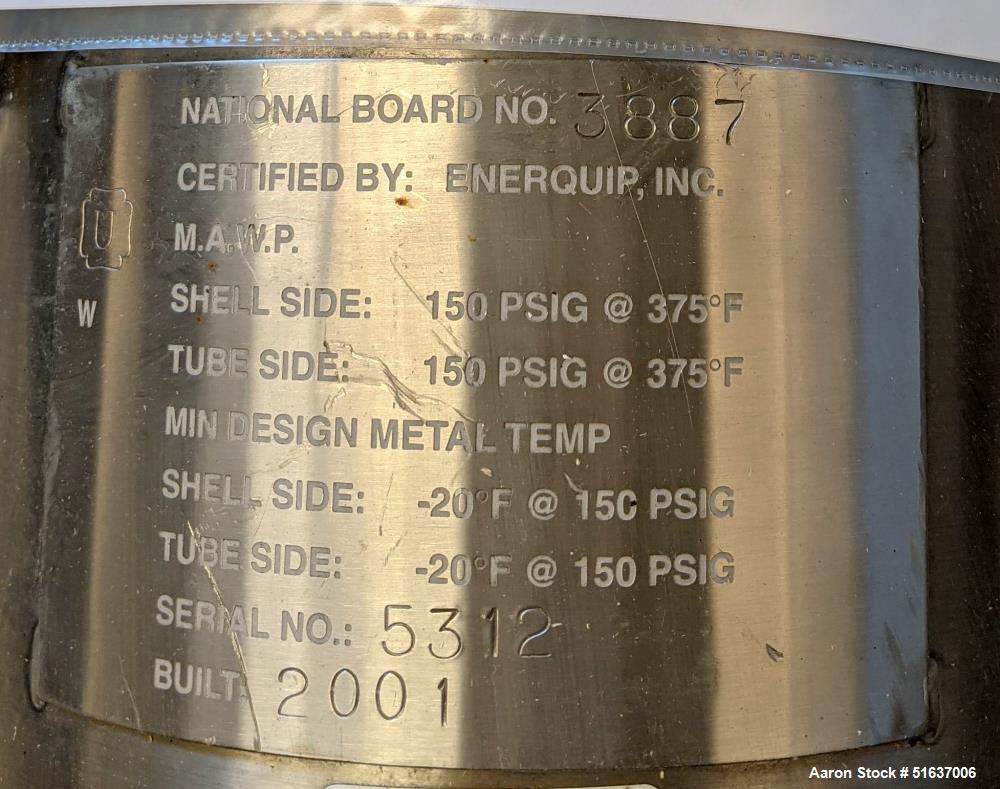 NATIONAL BOARD NO. 3887
CERTIFIED BY: ENERQUIP, INC.
U
M.A.W.P.
W
SHELL SIDE: 150 PSIG @ 375°F
TUBE SIDE: 150 PSIG @ 375°F
MIN DESIGN METAL TEMP
SHELL SIDE: -20°F @ 150 PSIG
TUBE SIDE: -20°F @ 150 PSIG
SERIAL NO.: 5312
BUILT: 2001
Aaron Stock # 51637006